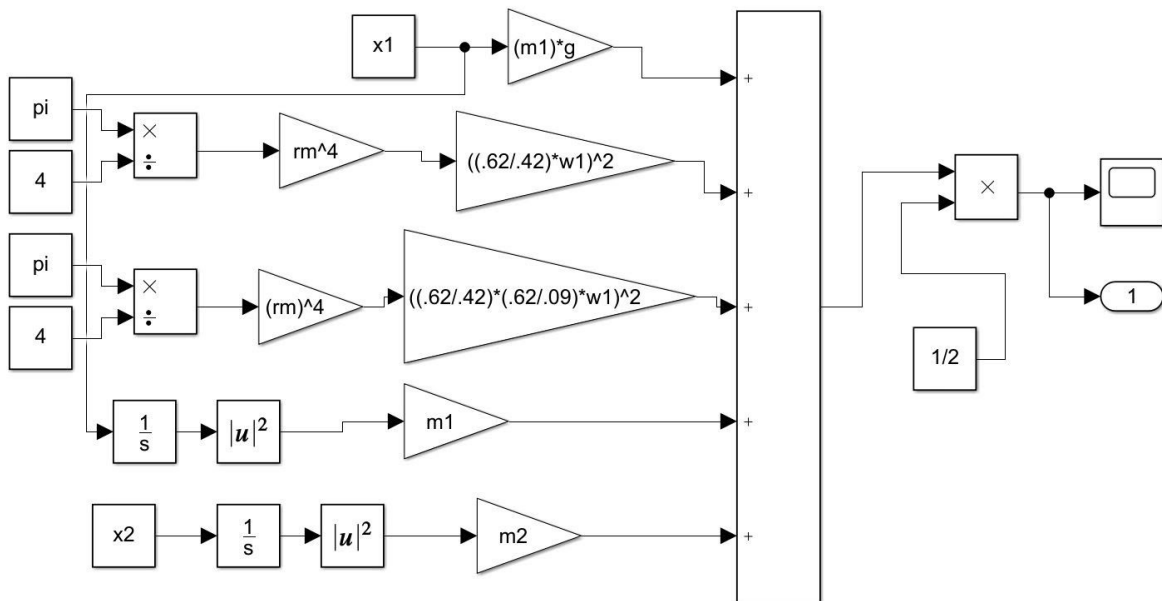 x1
(m1)*g
+
pi
×
÷
4
rm^4
((.62/.42)*w1)^2
+
×
pi
×
÷
4
(rm)^4
((.62/.42)*(.62/.09)*w1)^2
+
1
1/2
1
s
|u|²
m1
+
x2
1
s
|u|²
m2
+